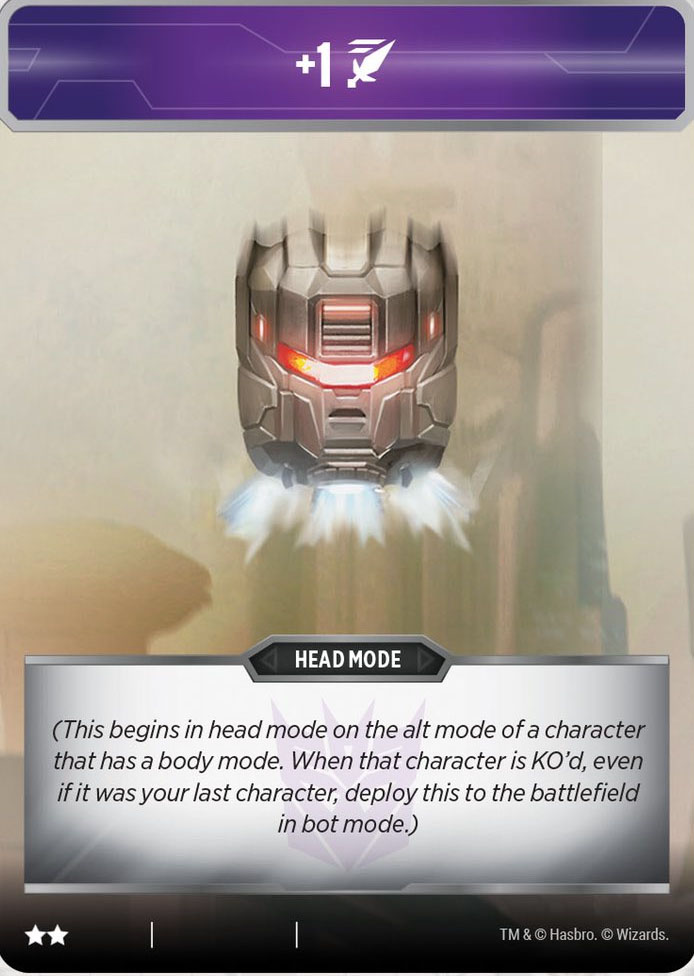 +1
HEAD MODE
(This begins in head mode on the alt mode of a character
that has a body mode. When that character is KO’d, even
if it was your last character, deploy this to the battlefield
in bot mode.)
TM & © Hasbro. © Wizards.